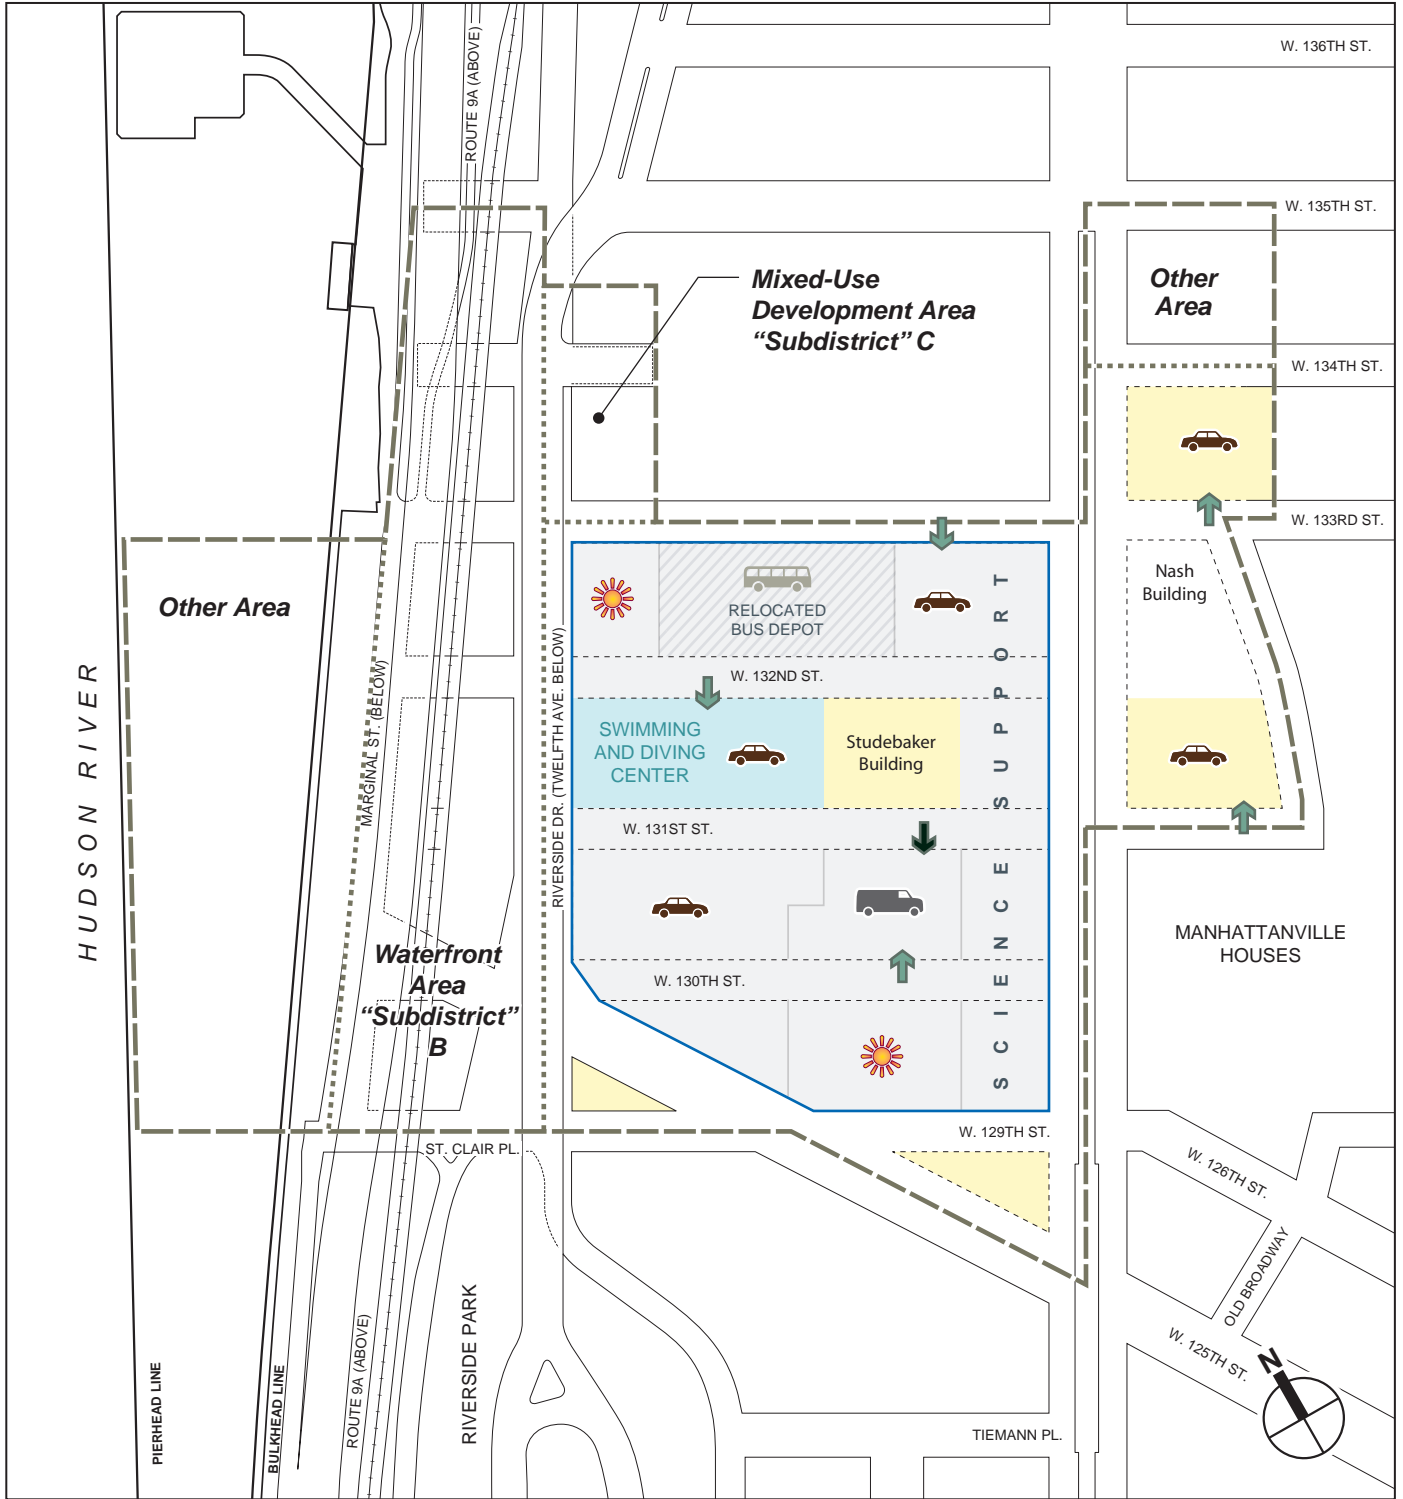 W. 136TH ST.
ROUTE 9A (ABOVE)
W. 135TH ST.
Mixed-Use
Development Area
“Subdistrict” C
Other
Area
W. 134TH ST.
W. 133RD ST.
Other Area
RELOCATED
BUS DEPOT
Nash
Building
W. 132ND ST.
HUDSON RIVER
MARGINAL ST. (BELOW)
RIVERSIDE DR. (TWELFTH AVE. BELOW)
SWIMMING
AND DIVING
CENTER
Studebaker
Building
SCIENCE SUPPORT
W. 131ST ST.
Waterfront
Area
“Subdistrict”
B
MANHATTANVILLE
HOUSES
W. 130TH ST.
W. 129TH ST.
ST. CLAIR PL.
W. 126TH ST.
OLD BROADWAY
W. 125TH ST.
PIERHEAD LINE
BULKHEAD LINE
ROUTE 9A (ABOVE)
RIVERSIDE PARK
N
TIEMANN PL.